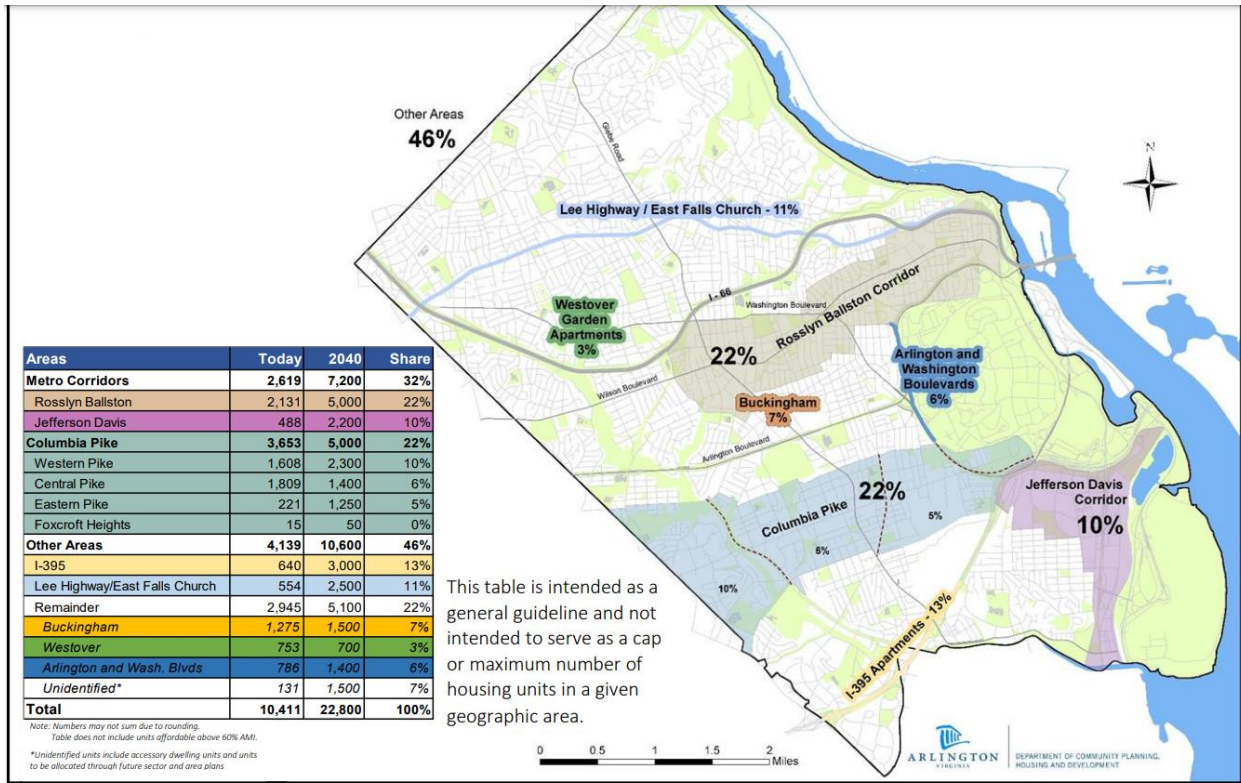 Other Areas
46%
Glebe Road
N
Lee Highway / East Falls Church - 11%
I - 66
Washington Boulevard
Rosslyn Ballston Corridor
Westover
Garden
Apartments
3%
22%
Arlington and
Washington
Boulevards
6%
Wilson Boulevard
Buckingham
7%
Arlington Boulevard
Columbia Pike
22%
5%
6%
10%
Jefferson Davis
Corridor
10%
I-395 Apartments - 13%
Areas Today 2040 Share
Metro Corridors 2,619 7,200 32%
Rosslyn Ballston 2,131 5,000 22%
Jefferson Davis 488 2,200 10%
Columbia Pike 3,653 5,000 22%
Western Pike 1,608 2,300 10%
Central Pike 1,809 1,400 6%
Eastern Pike 221 1,250 5%
Foxcroft Heights 15 50 0%
Other Areas 4,139 10,600 46%
I-395 640 3,000 13%
Lee Highway/East Falls Church 554 2,500 11%
Remainder 2,945 5,100 22%
Buckingham 1,275 1,500 7%
Westover 753 700 3%
Arlington and Wash. Blvds 786 1,400 6%
Unidentified* 131 1,500 7%
Total 10,411 22,800 100%
Note: Numbers may not sum due to rounding.
Table does not include units affordable above 60% AMI.
*Unidentified units include accessory dwelling units and units
to be allocated through future sector and area plans
This table is intended as a
general guideline and not
intended to serve as a cap
or maximum number of
housing units in a given
geographic area.
0 0.5 1 1.5 2
Miles
ARLINGTON
VIRGINIA
DEPARTMENT OF COMMUNITY PLANNING,
HOUSING AND DEVELOPMENT